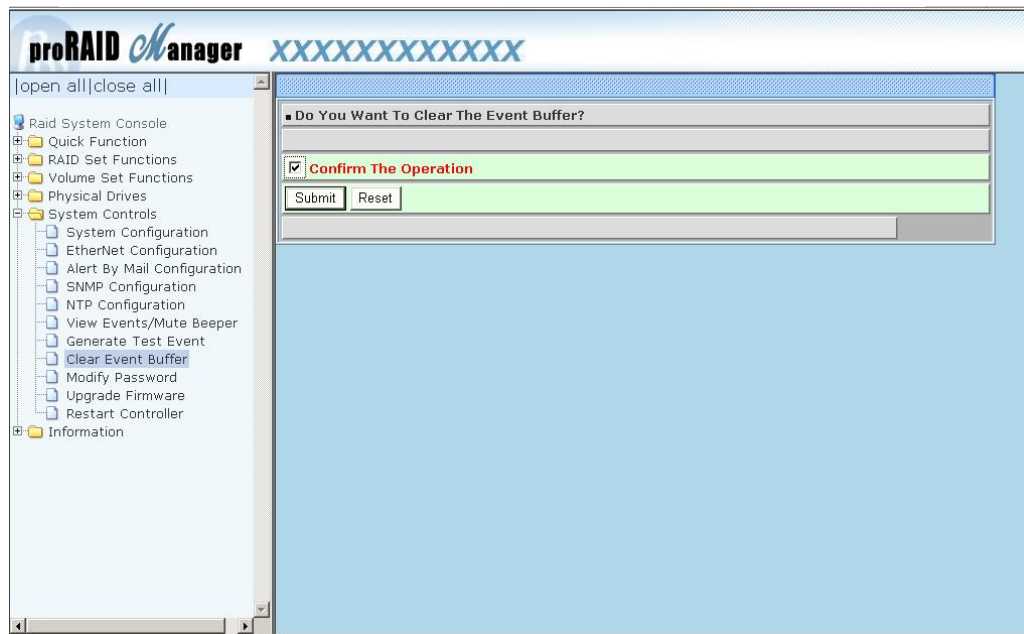 proRAID Manager XXXXXXXXXXXX
|open all|close all|
Raid System Console
Quick Function
RAID Set Functions
Volume Set Functions
Physical Drives
System Controls
System Configuration
EtherNet Configuration
Alert By Mail Configuration
SNMP Configuration
NTP Configuration
View Events/Mute Beeper
Generate Test Event
Clear Event Buffer
Modify Password
Upgrade Firmware
Restart Controller
Information
Do You Want To Clear The Event Buffer?
Confirm The Operation
Submit Reset